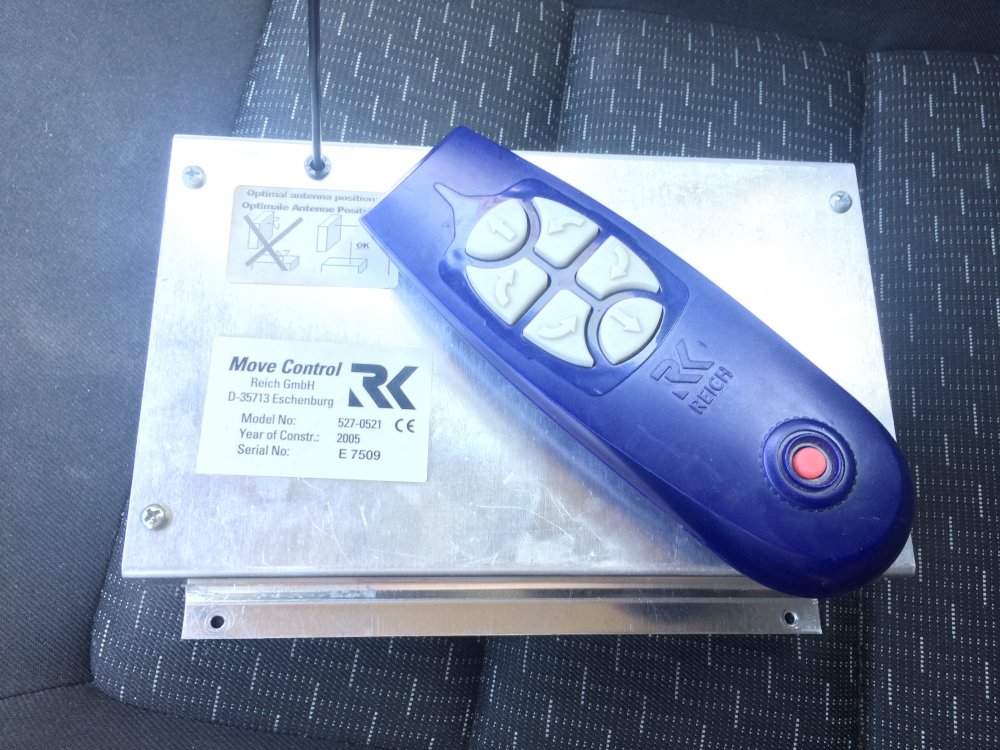 Optimal antenna position:
Optimale Antenne Positi
OK
Move Control RK
Reich GmbH
D-35713 Eschenburg
Model No: 527-0521 CE
Year of Constr.: 2005
Serial No: E 7509
RK
REICH